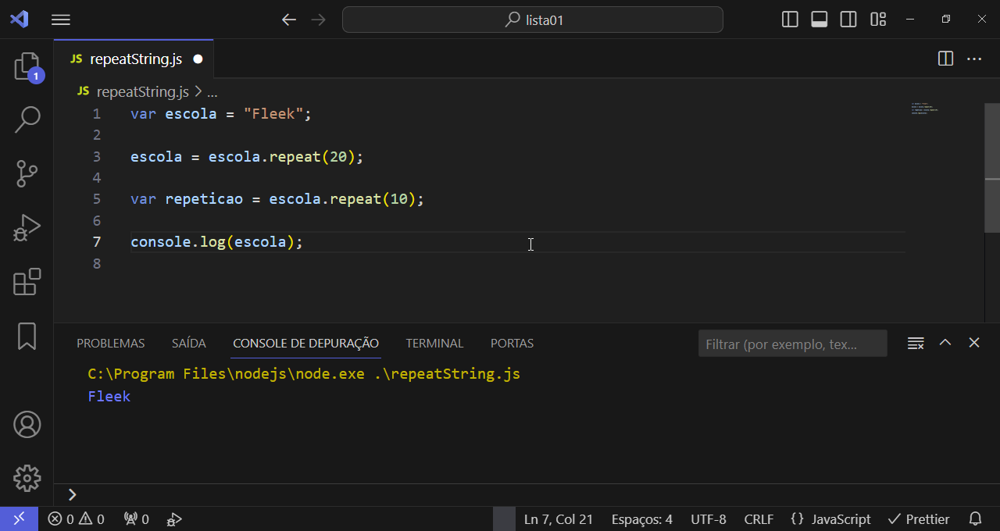 lista01
JS repeatString.js
JS repeatString.js > ...
1 var escola = "Fleek";
2
3 escola = escola.repeat(20);
4
5 var repeticao = escola.repeat(10);
6
7 console.log(escola);
8
1
PROBLEMAS SAÍDA CONSOLE DE DEPURAÇÃO TERMINAL PORTAS Filtrar (por exemplo, tex...
C:\Program Files\nodejs\node.exe .\repeatString.js
Fleek
0 0 0 Ln 7, Col 21 Espaços: 4 UTF-8 CRLF {} JavaScript Prettier